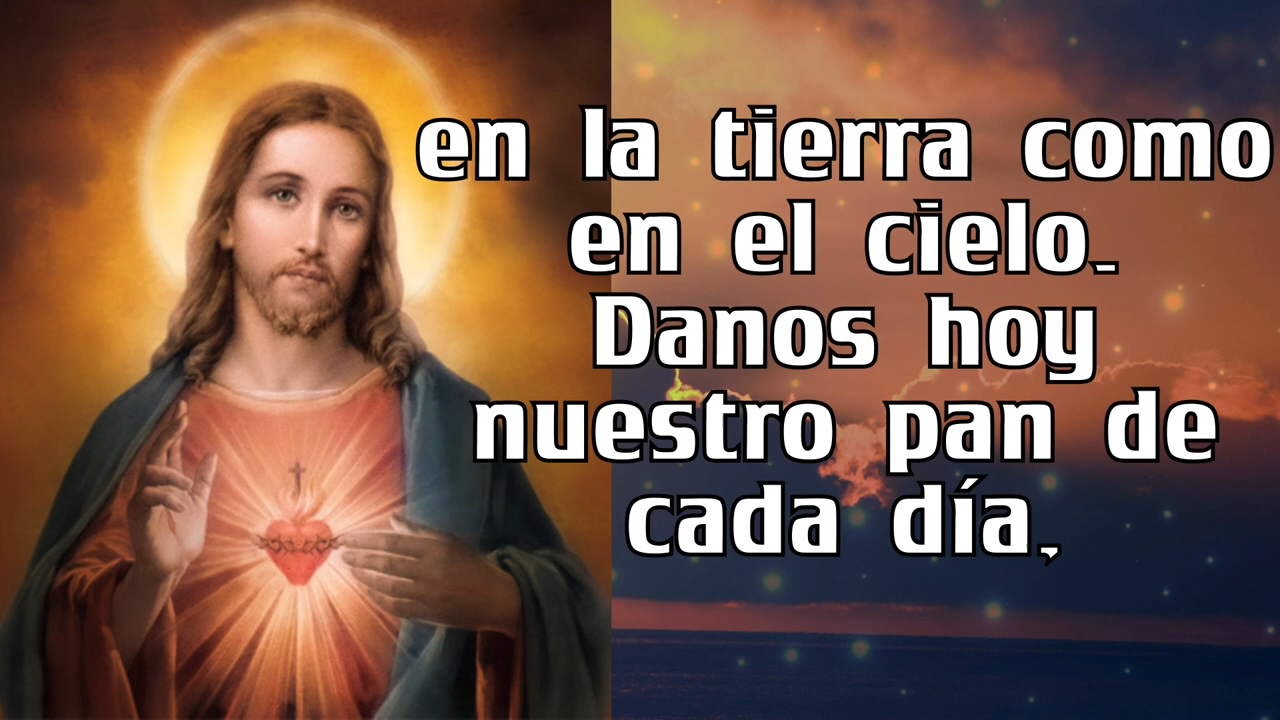 en la tierra como
en el cielo.
Danos hoy
nuestro pan de
cada día,